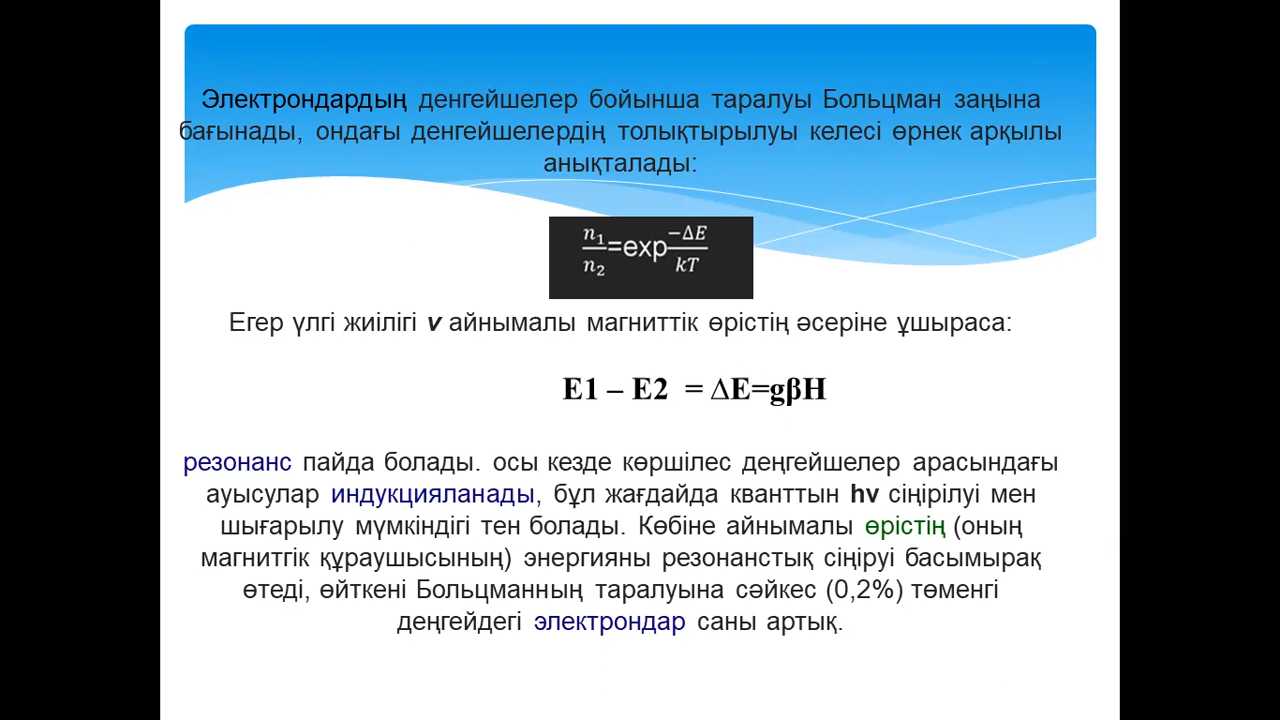 Электрондардың денгейшелер бойынша таралуы Больцман заңына
бағынады, ондағы денгейшелердің толықтырылуы келесі өрнек арқылы
анықталады:
n₁/n₂=exp −ΔE/kT
Егер үлгі жиілігі v айнымалы магниттік өрістің әсеріне ұшыраса:
E1 – E2 = ∆E=gβH
резонанс пайда болады. осы кезде көршілес деңгейшелер арасындағы
ауысулар индукцияланады, бұл жағдайда кванттын hv сіңірілуі мен
шығарылу мүмкіндігі тен болады. Көбіне айнымалы өрістің (оның
магнитгік құраушысының) энергияны резонанстық сіңіруі басымырақ
өтеді, өйткені Больцманның таралуына сәйкес (0,2%) төменгі
деңгейдегі электрондар саны артық.